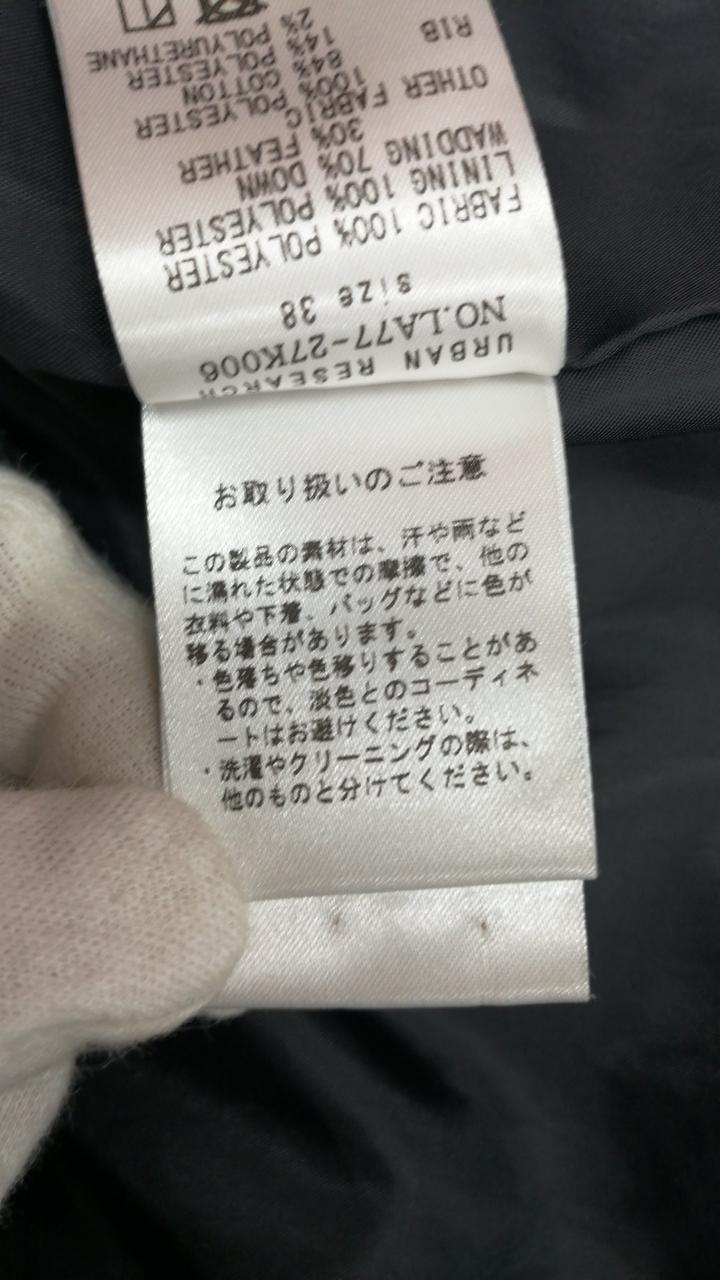 URBAN RESEARCH
NO.LA77-27K006
size 38
FABRIC 100% POLYESTER
LINING 100% POLYESTER
WADDING 70% DOWN
30% FEATHER
OTHER FABRIC
100% POLYESTER
84% COTTON
14% POLYESTER
2% POLYURETHANE
RIB
お取り扱いのご注意
この製品の素材は、汗や雨など
に濡れた状態での摩擦で、他の
衣料や下着、バッグなどに色が
移る場合があります。
・色落ちや色移りすることがあ
るので、淡色とのコーディネ
ートはお避けください。
・洗濯やクリーニングの際は、
他のものと分けてください。